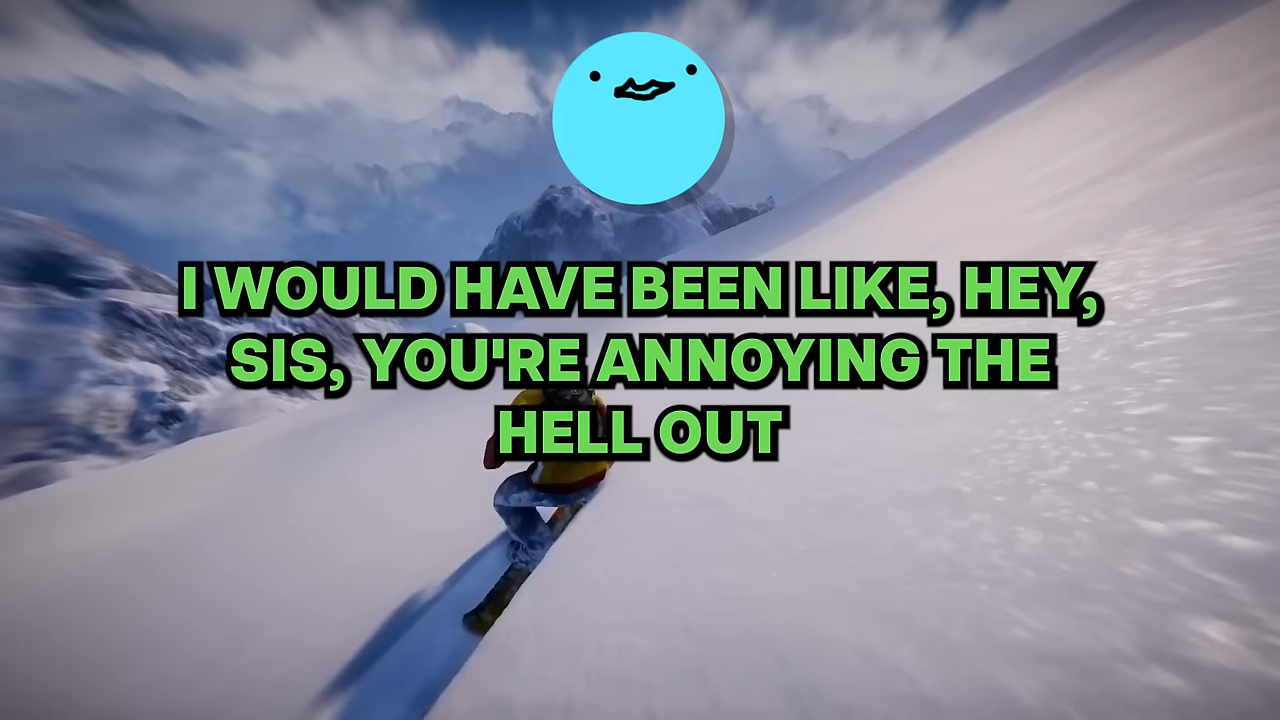 I WOULD HAVE BEEN LIKE, HEY,
SIS, YOU'RE ANNOYING THE
HELL OUT